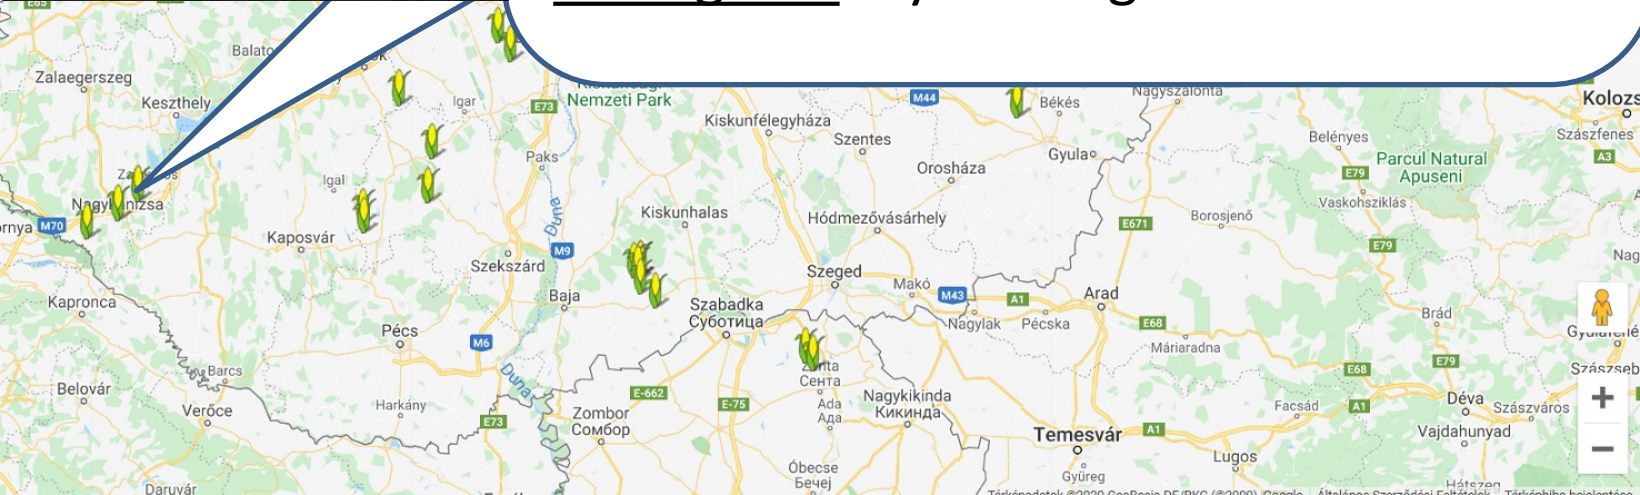 E65
Balato
Zalaegerszeg
Keszthely
Igar
E73
Nemzeti Park
M44
Békés
Nagyszalonta
Kolozs
Kiskunfélegyháza
Szentes
Belényes
Szászfenes
A3
Paks
Gyula
Parcul Natural
Apuseni
Orosháza
E79
Igal
Vaskohsziklás
M70
Kiskunhalas
Hódmezővásárhely
E671
Borosjenő
Duna
Kaposvár
M9
E79
Szekszárd
Szeged
Makó
M43
A1
Arad
Kapronca
Baja
Szabadka
Суботица
Nagylak
Pécska
E68
Brád
Pécs
M6
Máriaradna
E79
Barcs
Duna
Сента
E68
Szászseb
Belovár
Verőce
Harkány
E73
E-662
E-75
Zombor
Сомбор
Ada
Ада
Nagykikinda
Кикинда
Facsád
A1
Déva
Szászváros
Temesvár
A1
Vajdahunyad
Lugos
Óbecse
Бечеј
Gyüreg
Daruvár